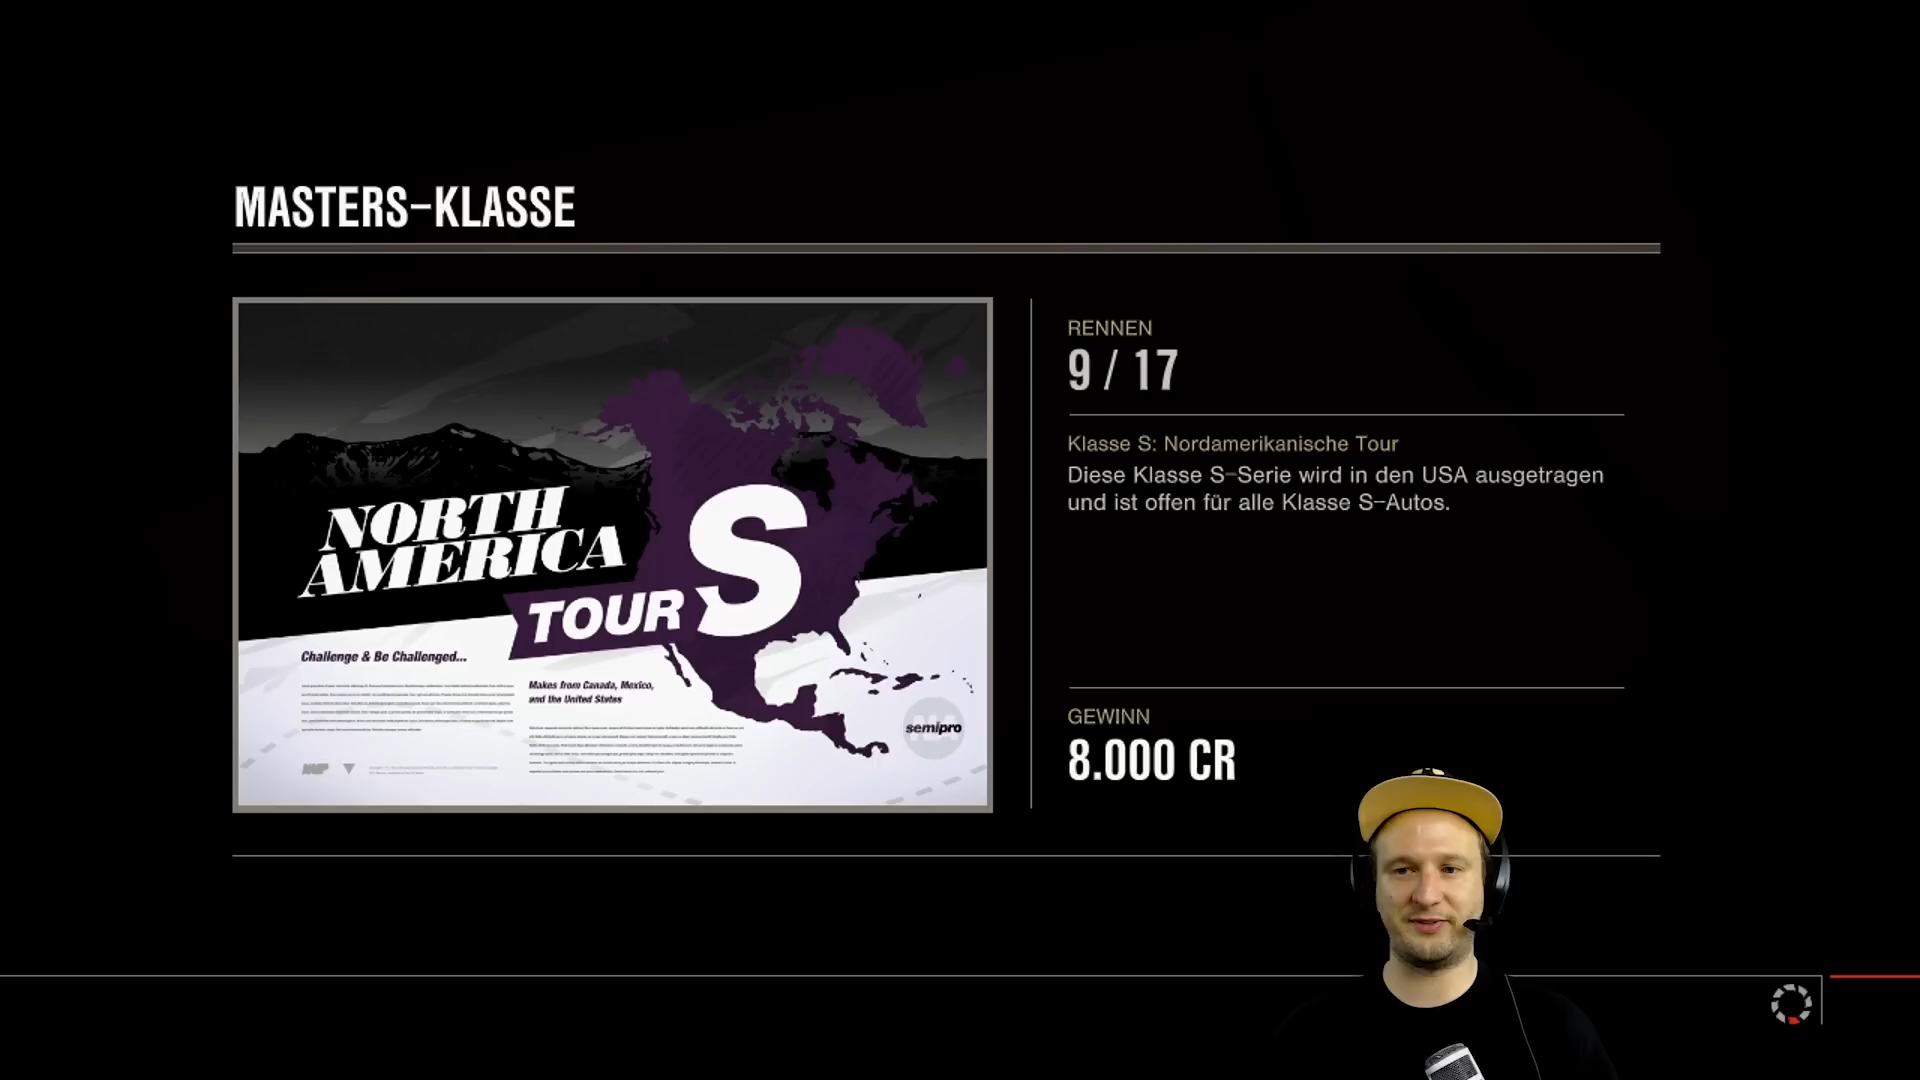 MASTERS-KLASSE
NORTH
AMERICA
TOUR
S
Challenge & Be Challenged...
Makes from Canada, Mexico,
and the United States
semipro
RENNEN
9 / 17
Klasse S: Nordamerikanische Tour
Diese Klasse S-Serie wird in den USA ausgetragen
und ist offen für alle Klasse S-Autos.
GEWINN
8.000 CR